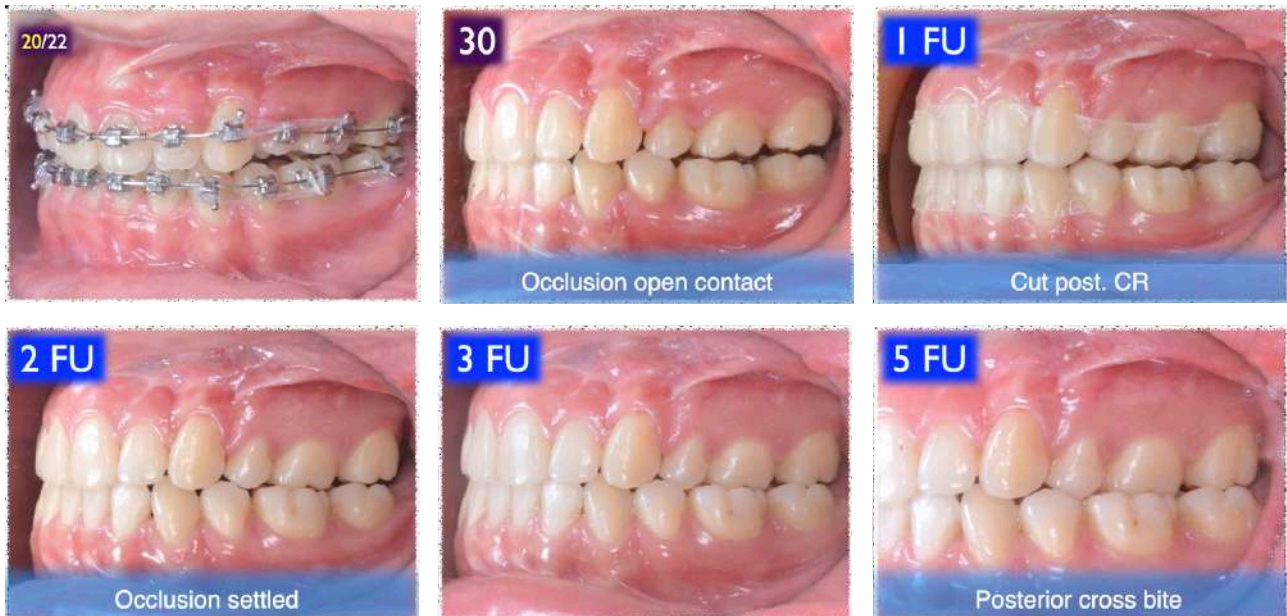 20/22
30
Occlusion open contact
1 FU
Cut post. CR
2 FU
Occlusion settled
3 FU
5 FU
Posterior cross bite